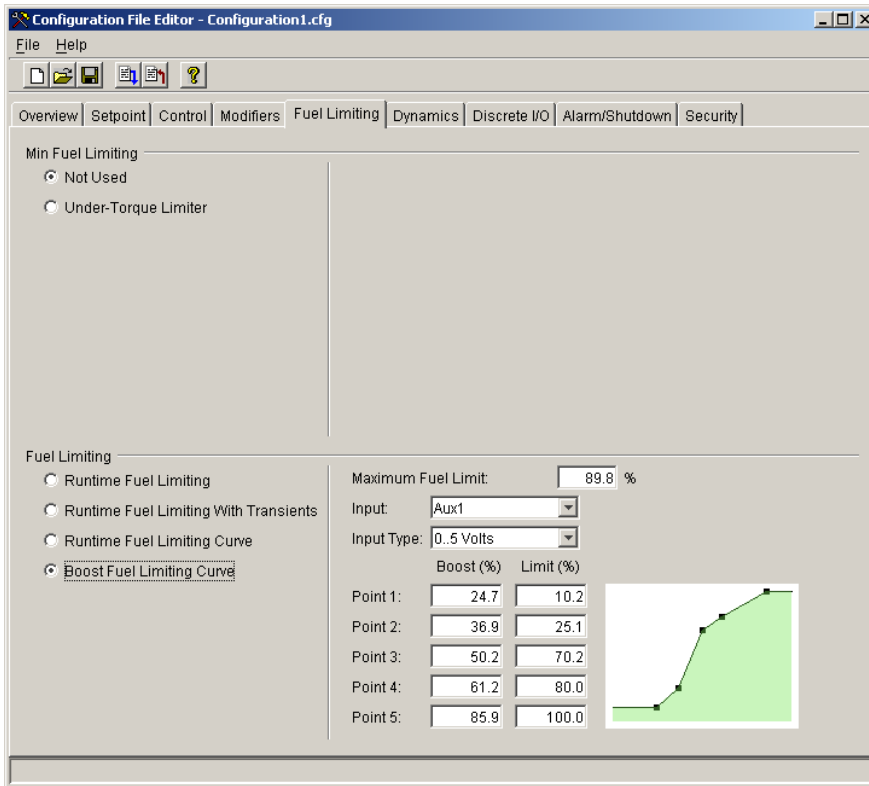 Configuration File Editor - Configuration1.cfg
File Help
Overview Setpoint Control Modifiers Fuel Limiting Dynamics Discrete I/O Alarm/Shutdown Security
Min Fuel Limiting
Not Used
Under-Torque Limiter
Fuel Limiting
Runtime Fuel Limiting
Runtime Fuel Limiting With Transients
Runtime Fuel Limiting Curve
Boost Fuel Limiting Curve
Maximum Fuel Limit: 89.8 %
Input: Aux1
Input Type: 0..5 Volts
Boost (%) Limit (%)
Point 1: 24.7 10.2
Point 2: 36.9 25.1
Point 3: 50.2 70.2
Point 4: 61.2 80.0
Point 5: 85.9 100.0